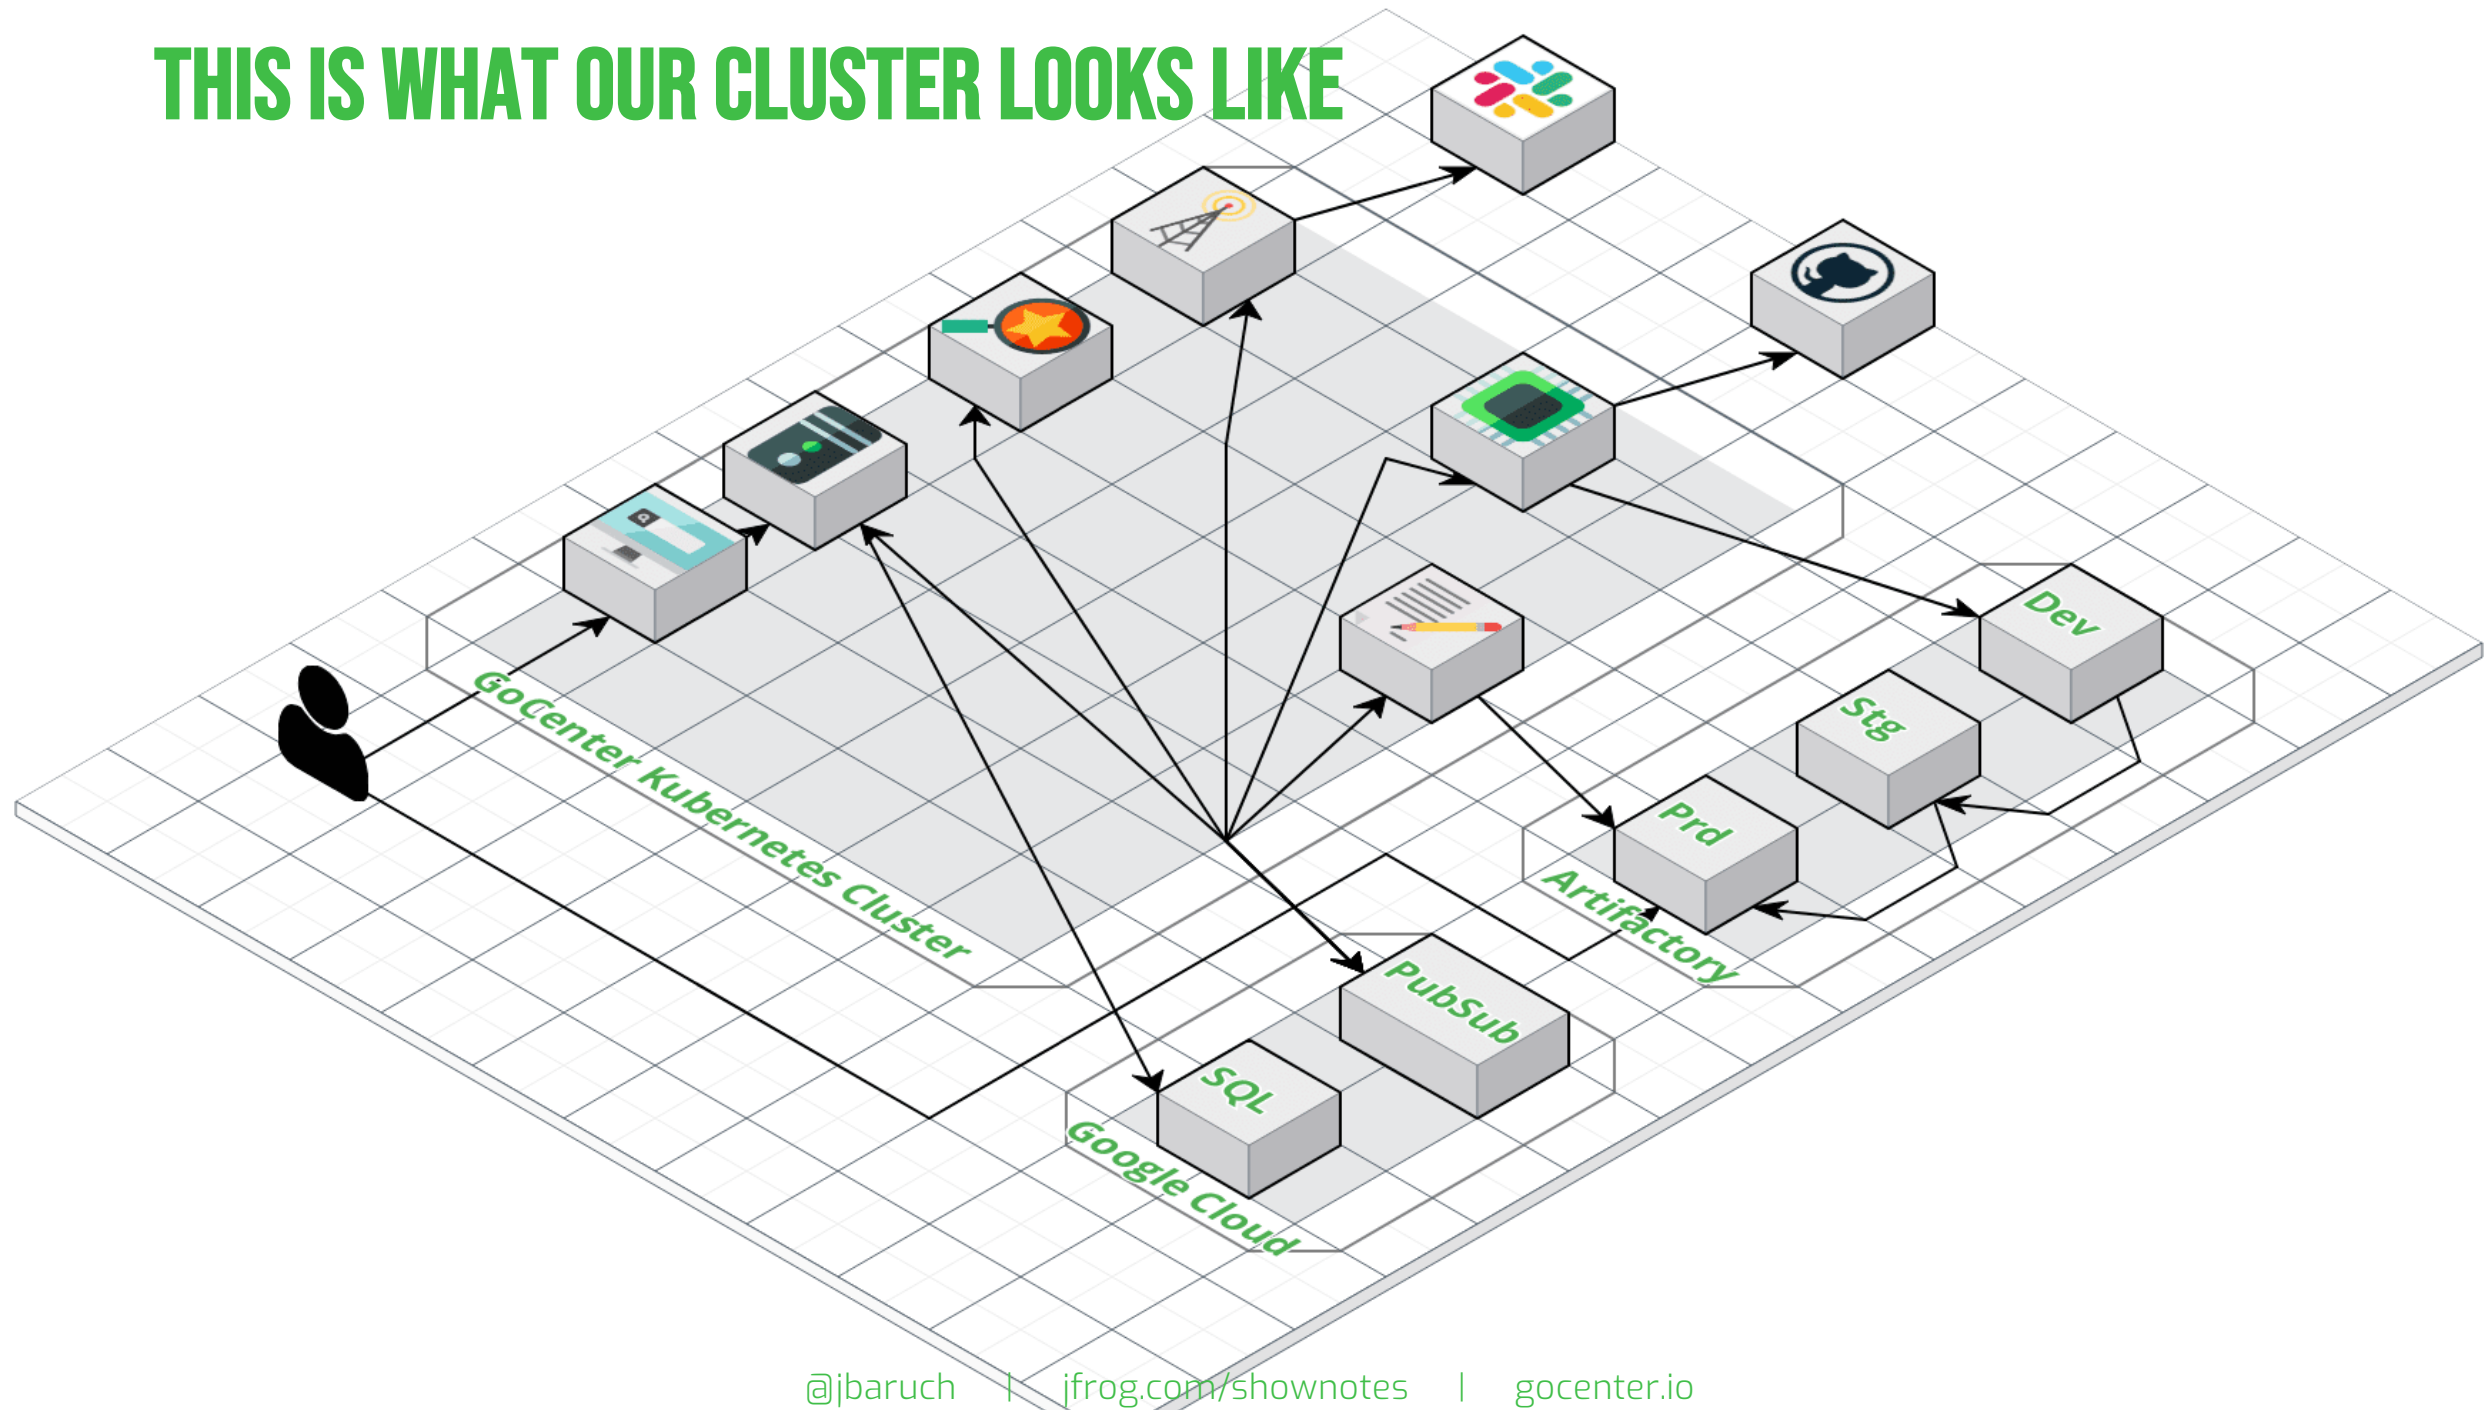 THIS IS WHAT OUR CLUSTER LOOKS LIKE
GoCenter Kubernetes Cluster
Dev
Stg
Prd
Artifactory
PubSub
SQL
Google Cloud
@jbaruch | jfrog.com/shownotes | gocenter.io